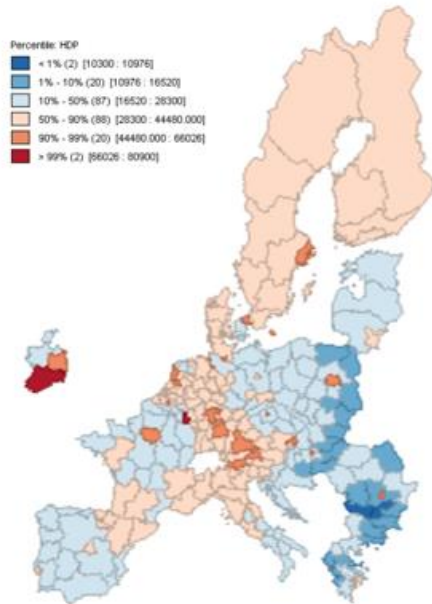 Percentile: HDP
< 1% (2) [10300 : 10976]
1% - 10% (20) [10976 : 16520]
10% - 50% (87) [16520 : 28300]
50% - 90% (88) [28300 : 44480.000]
90% - 99% (20) [44480.000 : 66026]
> 99% (2) [66026 : 80900]